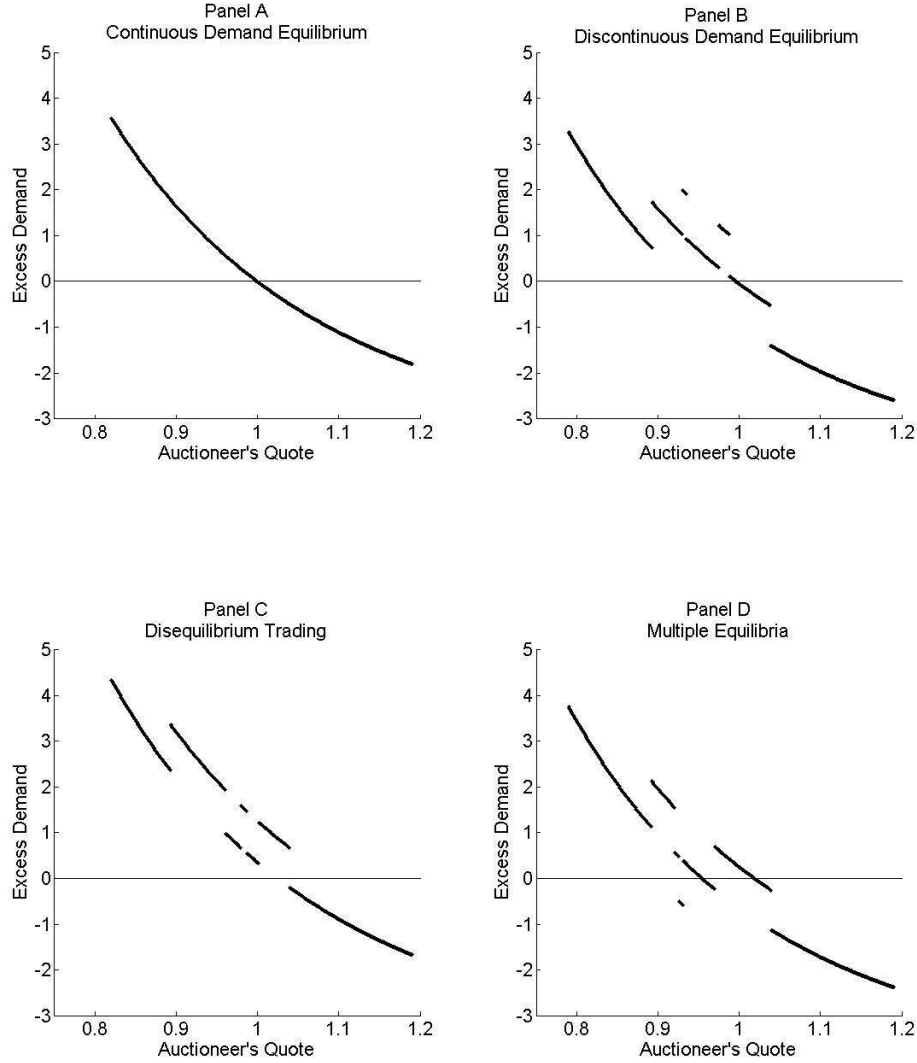 Panel A
Continuous Demand Equilibrium
5
4
3
2
1
0
-1
-2
-3
Excess Demand
0.8 0.9 1 1.1 1.2
Auctioneer's Quote
Panel B
Discontinuous Demand Equilibrium
5
4
3
2
1
0
-1
-2
-3
Excess Demand
0.8 0.9 1 1.1 1.2
Auctioneer's Quote
Panel C
Disequilibrium Trading
5
4
3
2
1
0
-1
-2
-3
Excess Demand
0.8 0.9 1 1.1 1.2
Auctioneer's Quote
Panel D
Multiple Equilibria
5
4
3
2
1
0
-1
-2
-3
Excess Demand
0.8 0.9 1 1.1 1.2
Auctioneer's Quote